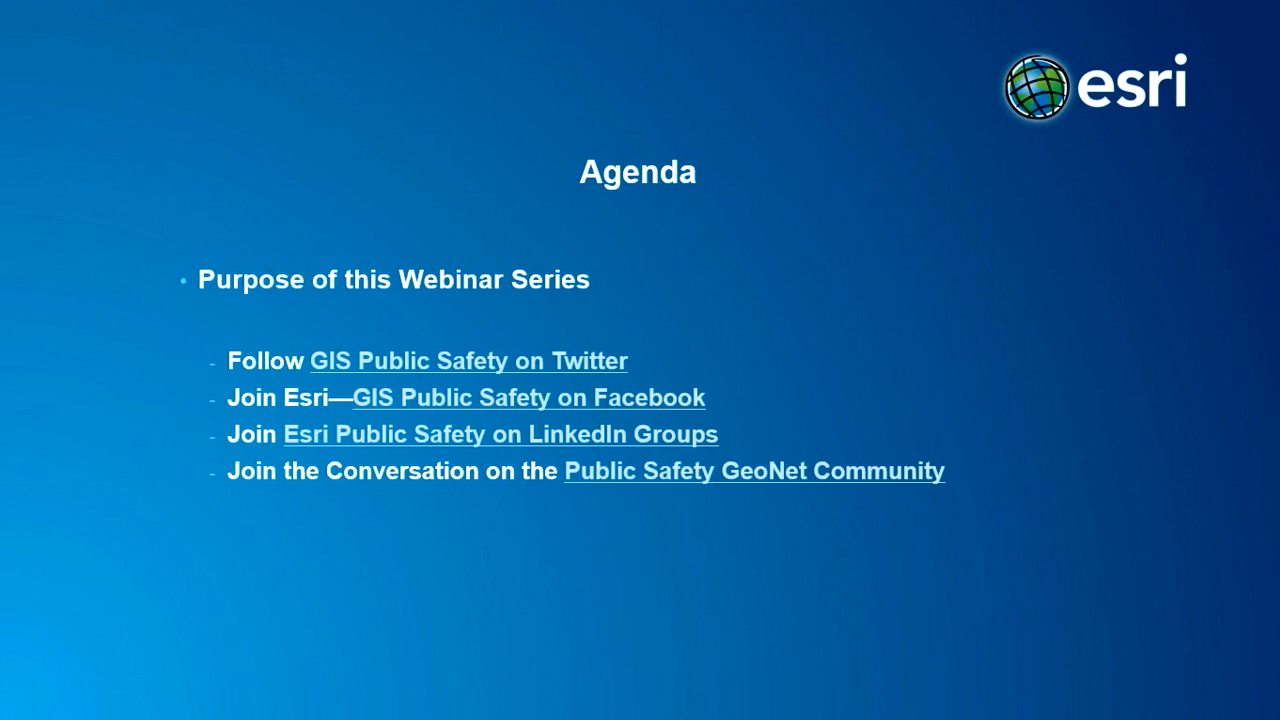 esri
Agenda
• Purpose of this Webinar Series
- Follow GIS Public Safety on Twitter
- Join Esri—GIS Public Safety on Facebook
- Join Esri Public Safety on LinkedIn Groups
- Join the Conversation on the Public Safety GeoNet Community